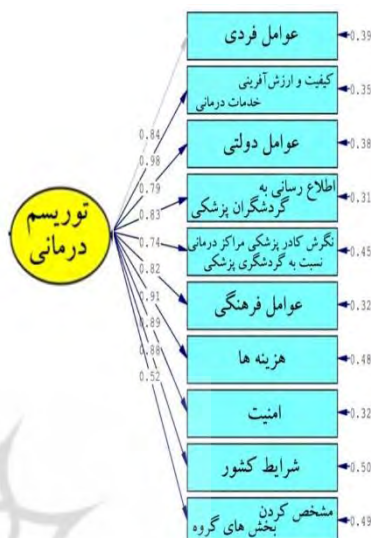 عوامل فردی
0.39
کیفیت و ارزش آفرینی
خدمات درمانی
0.35
عوامل دولتی
0.38
اطلاع رسانی به
گردشگران پزشکی
0.31
نگرش کادر پزشکی مراکز درمانی
نسبت به گردشگری پزشکی
0.45
عوامل فرهنگی
0.32
هزینه ها
0.48
امنیت
0.32
شرایط کشور
0.50
مشخص کردن
بخش های گروه
0.49
توریسم
درمانی
0.84
0.98
0.79
0.83
0.74
0.82
0.91
0.89
0.88
0.52